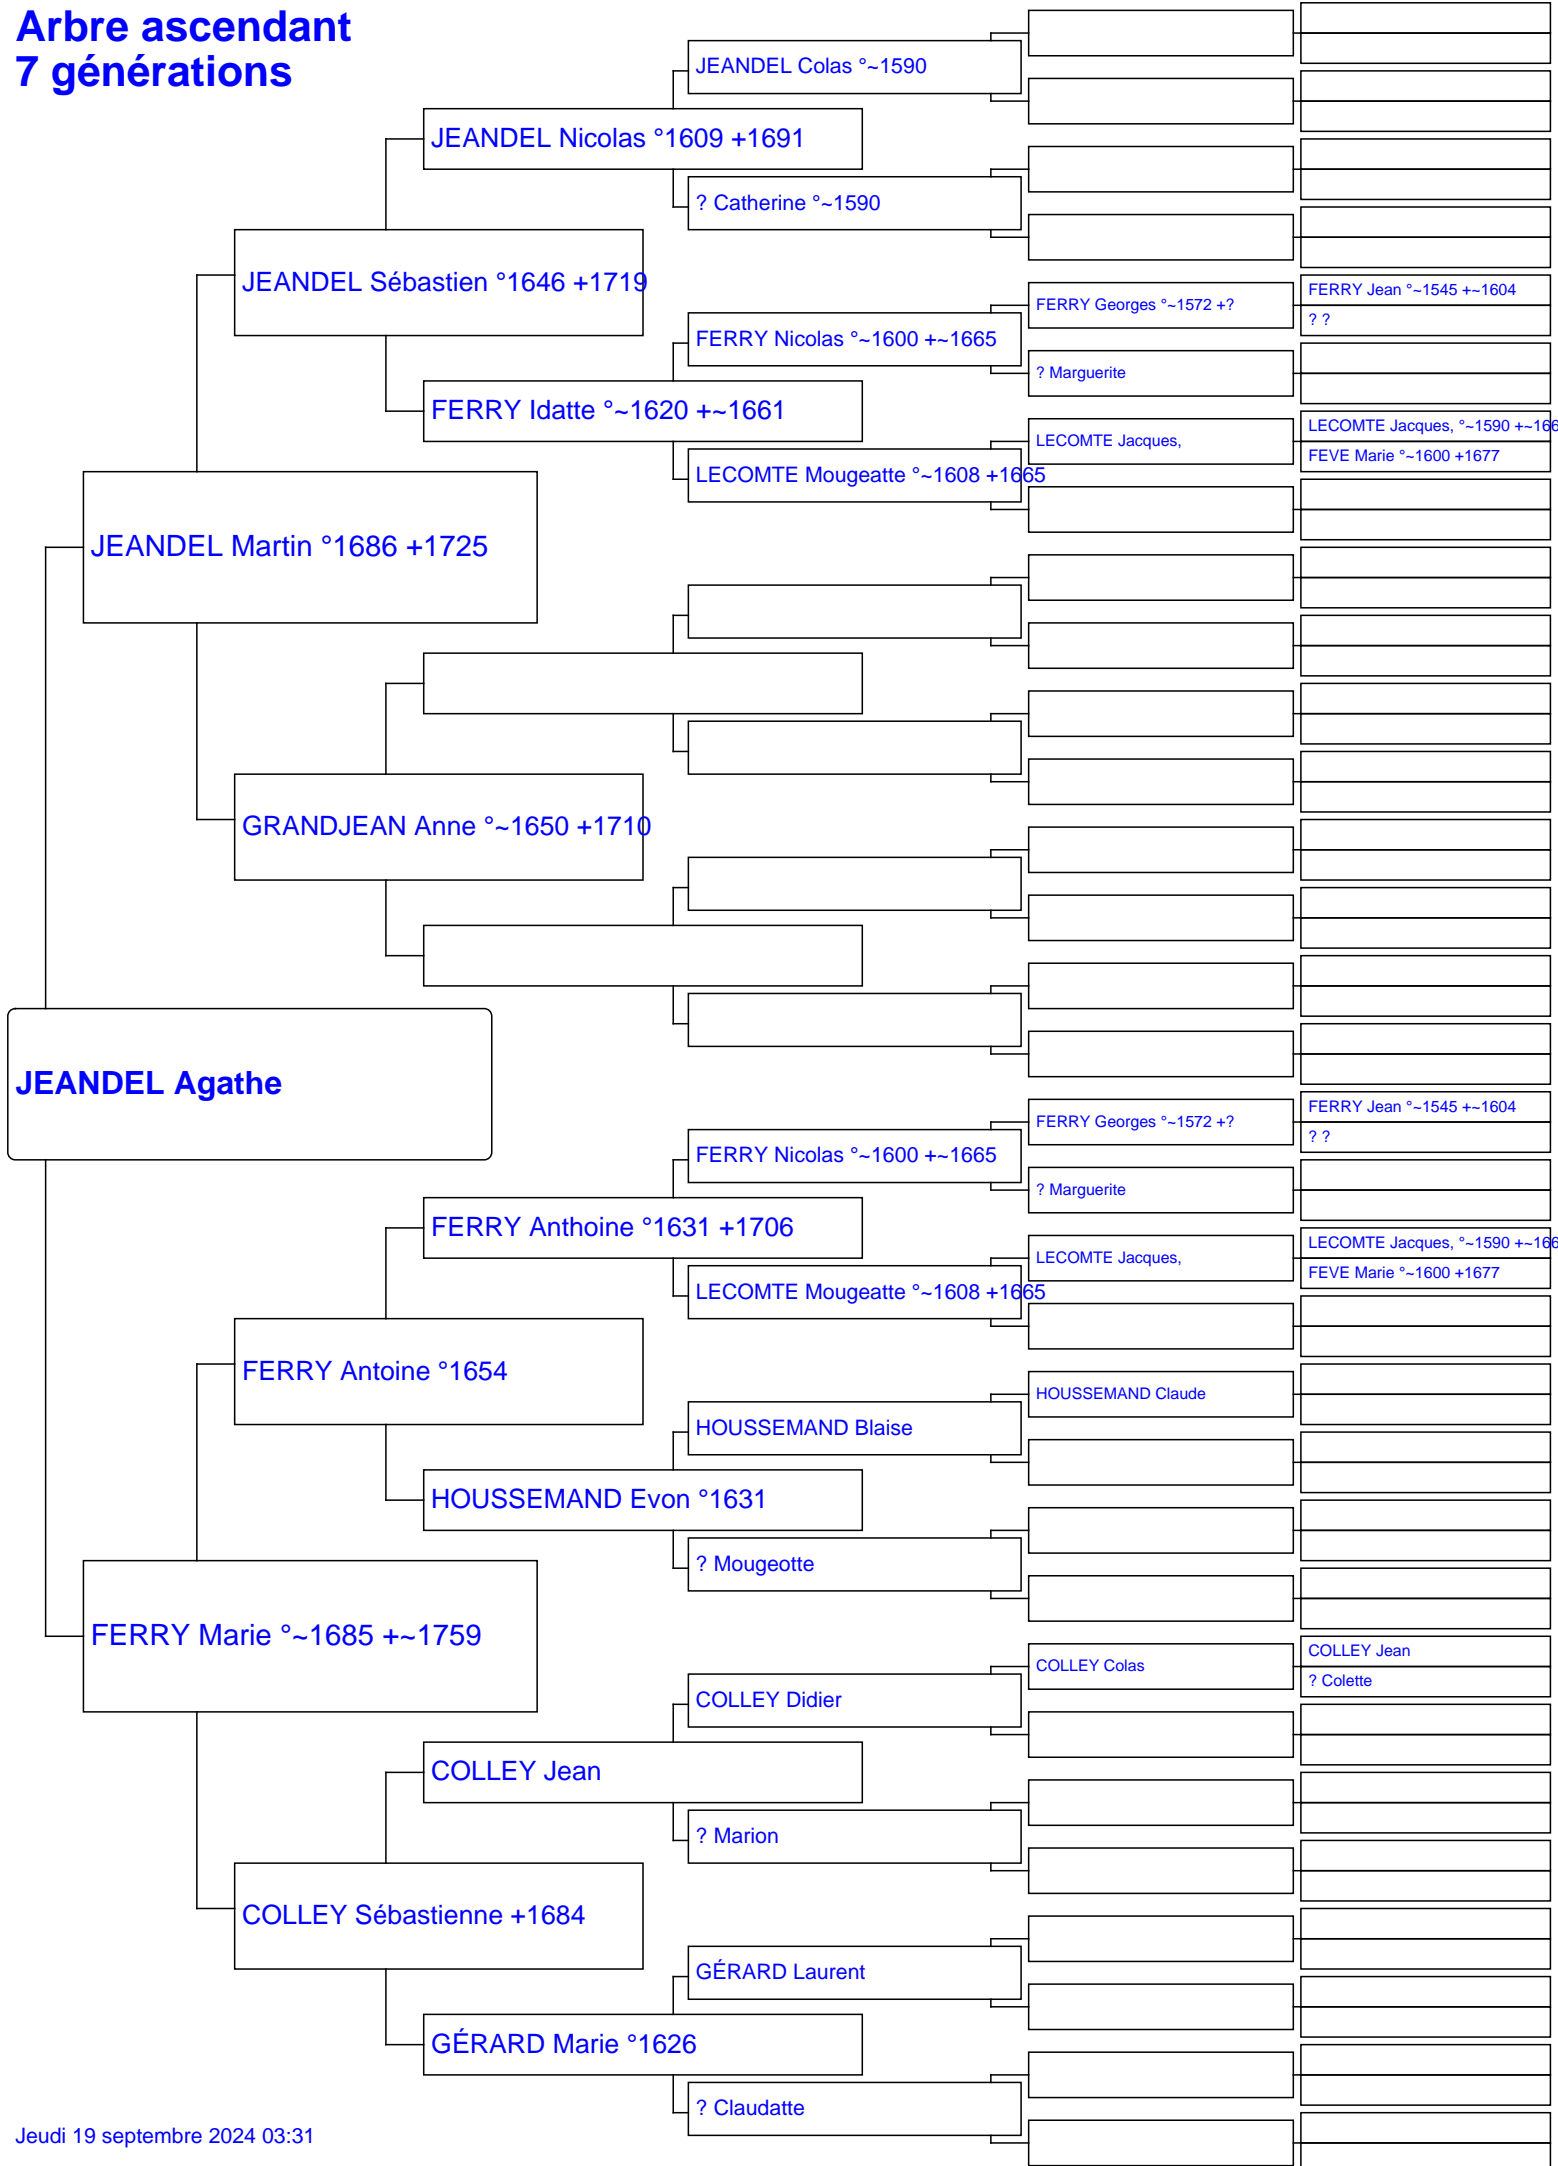 Arbre ascendant
7 générations
JEANDEL Colas °~1590
JEANDEL Nicolas °1609 +1691
? Catherine °~1590
JEANDEL Sébastien °1646 +1719
FERRY Jean °~1545 +~1604
FERRY Georges °~1572 +?
? ?
FERRY Nicolas °~1600 +~1665
? Marguerite
FERRY Idatte °~1620 +~1661
LECOMTE Jacques, °~1590 +~166
LECOMTE Jacques,
FEVE Marie °~1600 +1677
LECOMTE Mougeatte °~1608 +1665
JEANDEL Martin °1686 +1725
GRANDJEAN Anne °~1650 +1710
JEANDEL Agathe
FERRY Jean °~1545 +~1604
FERRY Georges °~1572 +?
? ?
FERRY Nicolas °~1600 +~1665
? Marguerite
FERRY Anthoine °1631 +1706
LECOMTE Jacques, °~1590 +~166
LECOMTE Jacques,
FEVE Marie °~1600 +1677
LECOMTE Mougeatte °~1608 +1665
FERRY Antoine °1654
HOUSSEMAND Claude
HOUSSEMAND Blaise
HOUSSEMAND Evon °1631
? Mougeotte
FERRY Marie °~1685 +~1759
COLLEY Jean
COLLEY Colas
? Colette
COLLEY Didier
COLLEY Jean
? Marion
COLLEY Sébastienne +1684
GÉRARD Laurent
GÉRARD Marie °1626
? Claudatte
Jeudi 19 septembre 2024 03:31